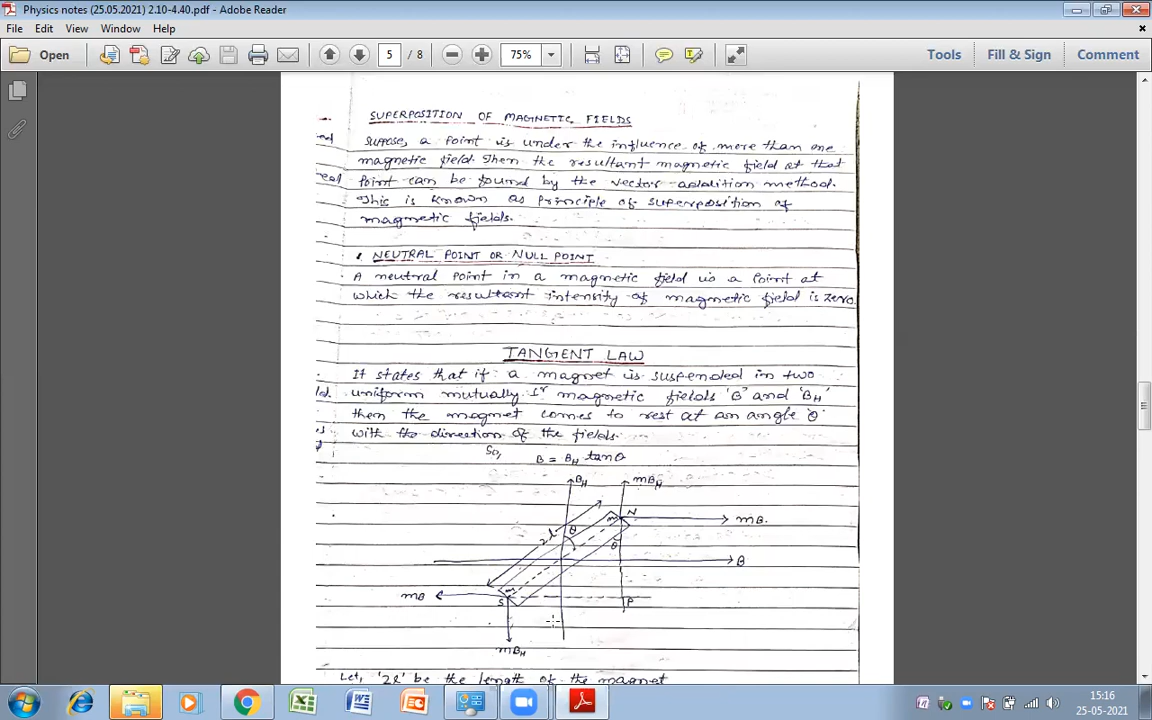 Physics notes (25.05.2021) 2.10-4.40.pdf - Adobe Reader
File Edit View Window Help
Open 5 / 8 75% Tools Fill & Sign Comment
SUPERPOSITION OF MAGNETIC FIELDS
Suppose, a point is under the influence of more than one
magnetic field. Then the resultant magnetic field at that
point can be found by the vector-addition method.
This is known as principle of superposition of
magnetic fields.
NEUTRAL POINT OR NULL POINT
A neutral point in a magnetic field is a point at
which the resultant intensity of magnetic field is zero.
TANGENT LAW
It states that if a magnet is suspended in two
uniform mutually ⊥r magnetic fields 'B' and 'BH'
then the magnet comes to rest at an angle 'θ'
with the direction of the fields.
So, B = BH tanθ
BH mBH
N
m
mB.
2l θ
θ
B
mB
m
S P
mBH
Let, '2l' be the length of the magnet
15:16
25-05-2021